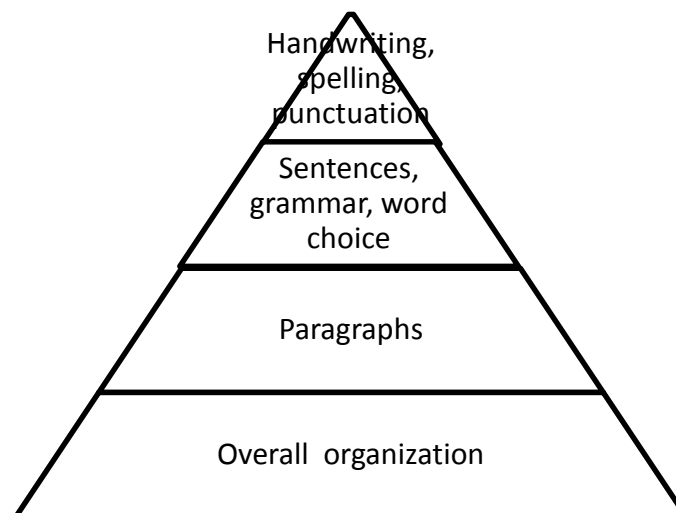 Handwriting,
spelling,
punctuation
Sentences,
grammar, word
choice
Paragraphs
Overall  organization